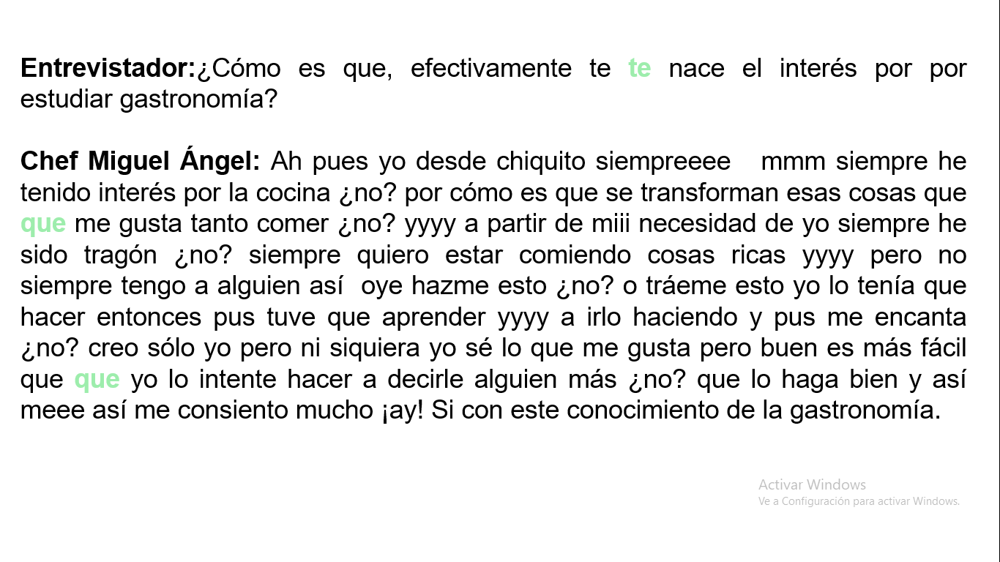 Entrevistador:¿Cómo es que, efectivamente te te nace el interés por por
estudiar gastronomía?
Chef Miguel Ángel: Ah pues yo desde chiquito siempreeee mmm siempre he
tenido interés por la cocina ¿no? por cómo es que se transforman esas cosas que
que me gusta tanto comer ¿no? yyyy a partir de miii necesidad de yo siempre he
sido tragón ¿no? siempre quiero estar comiendo cosas ricas yyyy pero no
siempre tengo a alguien así oye hazme esto ¿no? o tráeme esto yo lo tenía que
hacer entonces pus tuve que aprender yyyy a irlo haciendo y pus me encanta
¿no? creo sólo yo pero ni siquiera yo sé lo que me gusta pero buen es más fácil
que que yo lo intente hacer a decirle alguien más ¿no? que lo haga bien y así
meee así me consiento mucho ¡ay! Si con este conocimiento de la gastronomía.
Activar Windows
Ve a Configuración para activar Windows.